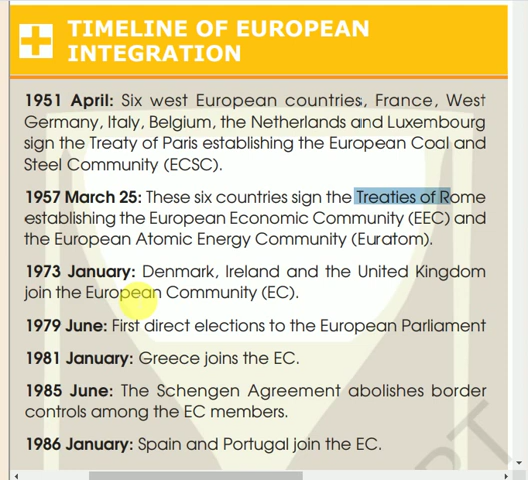 TIMELINE OF EUROPEAN
INTEGRATION
1951 April: Six west European countries, France, West
Germany, Italy, Belgium, the Netherlands and Luxembourg
sign the Treaty of Paris establishing the European Coal and
Steel Community (ECSC).
1957 March 25: These six countries sign the Treaties of Rome
establishing the European Economic Community (EEC) and
the European Atomic Energy Community (Euratom).
1973 January: Denmark, Ireland and the United Kingdom
join the European Community (EC).
1979 June: First direct elections to the European Parliament
1981 January: Greece joins the EC.
1985 June: The Schengen Agreement abolishes border
controls among the EC members.
1986 January: Spain and Portugal join the EC.